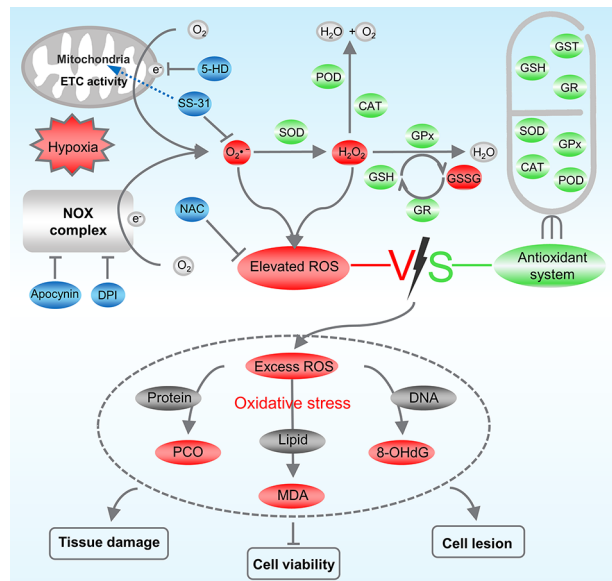 O₂
H₂O + O₂
Mitochondria
ETC activity
e⁻
5-HD
SS-31
POD
CAT
GST
GSH
GR
Hypoxia
O₂•⁻
SOD
H₂O₂
GPx
H₂O
GSH
GSSG
GR
SOD
GPx
CAT
POD
NOX
complex
e⁻
O₂
NAC
Apocynin
DPI
Elevated ROS
VS
Antioxidant
system
Excess ROS
Protein
Oxidative stress
DNA
PCO
Lipid
8-OHdG
MDA
Tissue damage
Cell viability
Cell lesion